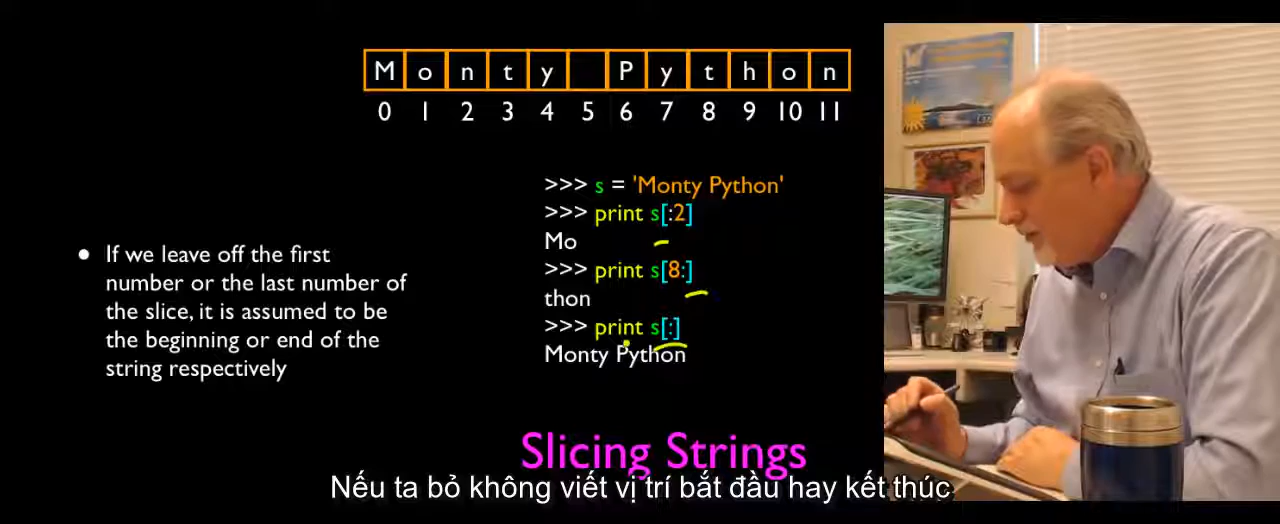 M o n t y P y t h o n
0 1 2 3 4 5 6 7 8 9 10 11
>>> s = 'Monty Python'
>>> print s[:2]
Mo
>>> print s[8:]
thon
>>> print s[:]
Monty Python
• If we leave off the first
number or the last number of
the slice, it is assumed to be
the beginning or end of the
string respectively
Slicing Strings
Nếu ta bỏ không viết vị trí bắt đầu hay kết thúc